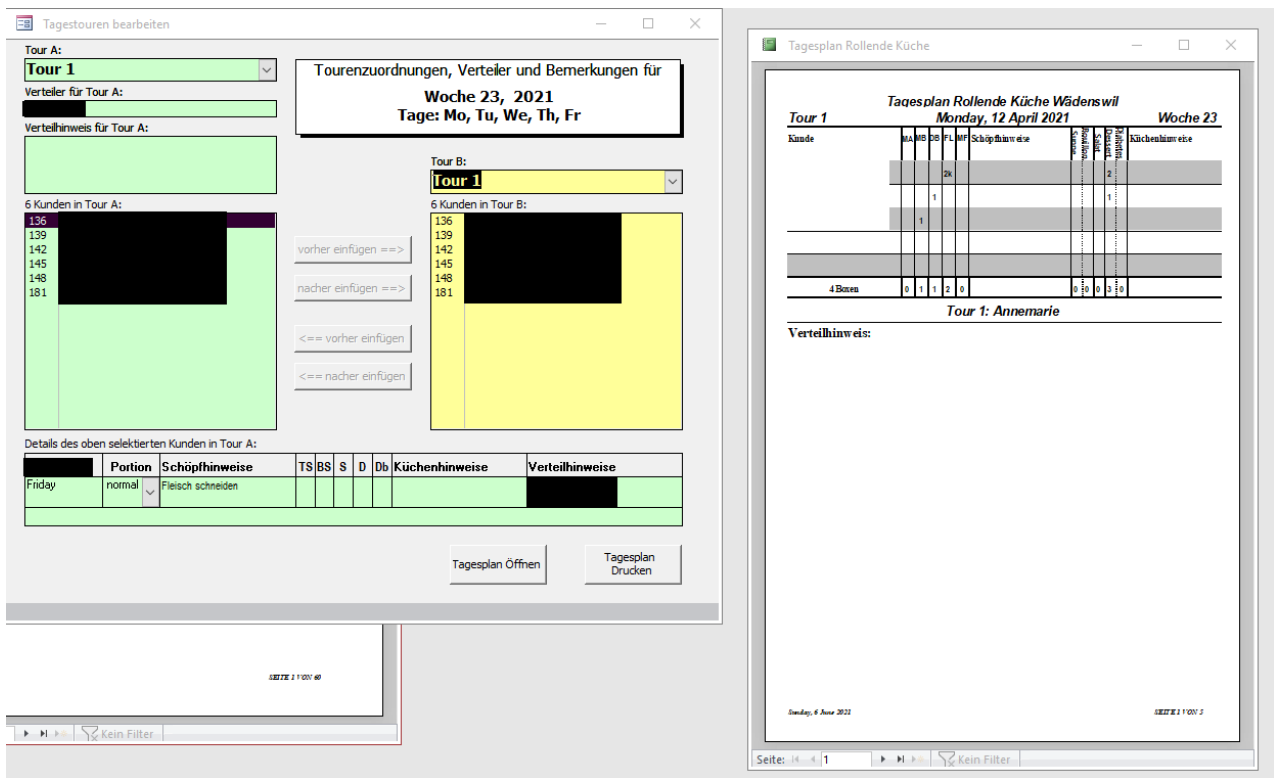 Tagestouren bearbeiten
Tour A:
Tour 1
Verteiler für Tour A:
Verteilhinweis für Tour A:
Tourenzuordnungen, Verteiler und Bemerkungen für
Woche 23, 2021
Tage: Mo, Tu, We, Th, Fr
Tour B:
Tour 1
6 Kunden in Tour A:
136
139
142
145
148
181
vorher einfügen ==>
nacher einfügen ==>
<== vorher einfügen
<== nacher einfügen
6 Kunden in Tour B:
136
139
142
145
148
181
Details des oben selektierten Kunden in Tour A:
Portion Schöpfhinweise TS BS S D Db Küchenhinweise Verteilhinweise
Friday normal Fleisch schneiden
Tagesplan Öffnen
Tagesplan Drucken
SEITE 1 VON 60
Kein Filter
Tagesplan Rollende Küche
Tagesplan Rollende Küche Wädenswil
Tour 1 Monday, 12 April 2021 Woche 23
Kunde MA MB DB FL MF Schöpfhinweise Suppe Bouillon Salat Dessert Diabetes Küchenhinweise
2k 2
1 1
1
4 Boxen 0 1 1 2 0 0 0 0 3 0
Tour 1: Annemarie
Verteilhinweis:
Sunday, 6 June 2021 SEITE 1 VON 5
Seite: 1 Kein Filter